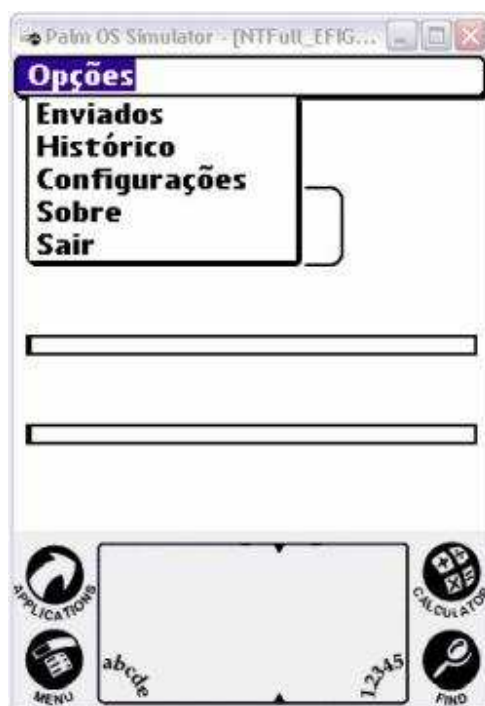 Palm OS Simulator - [NTFull_EFIG...
Opções
Enviados
Histórico
Configurações
Sobre
Sair
APPLICATIONS
CALCULATOR
abcde
12345
MENU
FIND